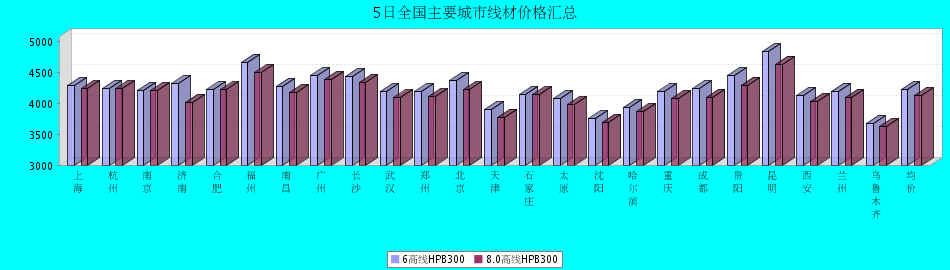 5日全国主要城市线材价格汇总
5000
4500
4000
3500
3000
上海
杭州
南京
济南
合肥
福州
南昌
广州
长沙
武汉
郑州
北京
天津
石家庄
太原
沈阳
哈尔滨
重庆
成都
贵阳
昆明
西安
兰州
乌鲁木齐
均价
6高线HPB300
8.0高线HPB300